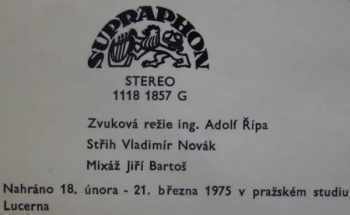 SUPRAPHON
STEREO
1118 1857 G
Zvuková režie ing. Adolf Řípa
Střih Vladimír Novák
Mixáž Jiří Bartoš
Nahráno 18. února - 21. března 1975 v pražském studiu
Lucerna